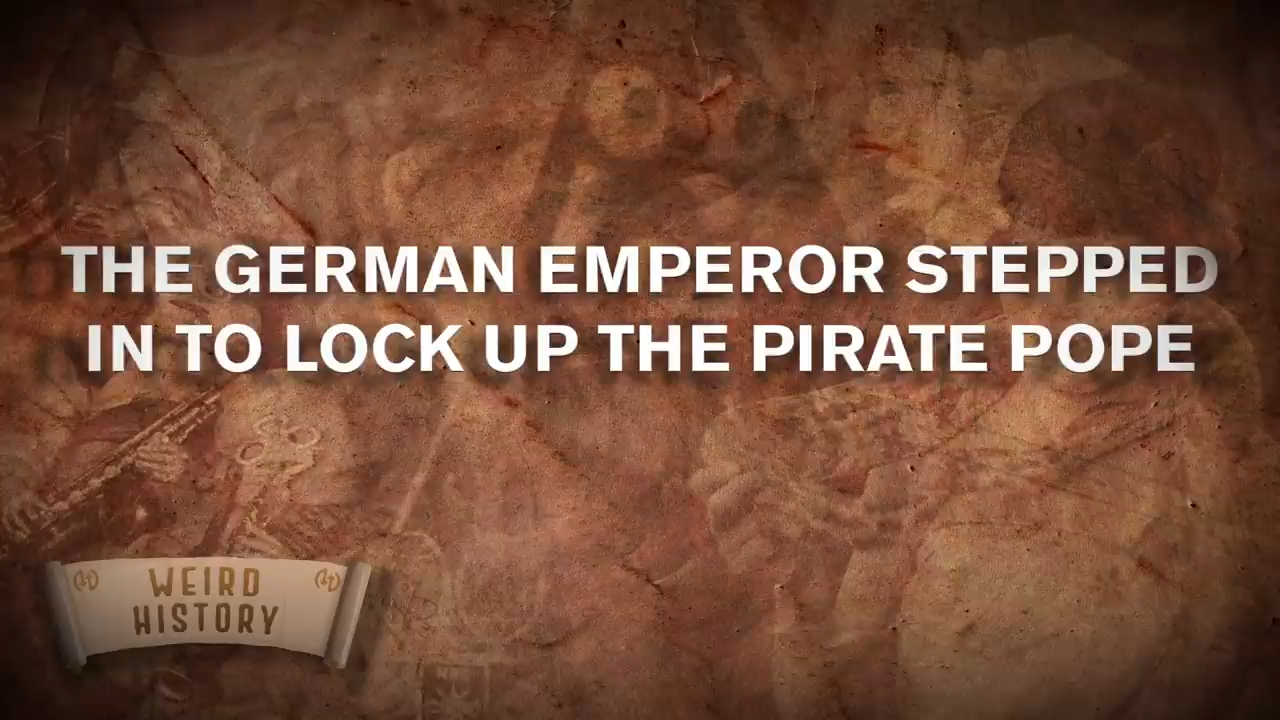 THE GERMAN EMPEROR STEPPED
IN TO LOCK UP THE PIRATE POPE
WEIRD
HISTORY